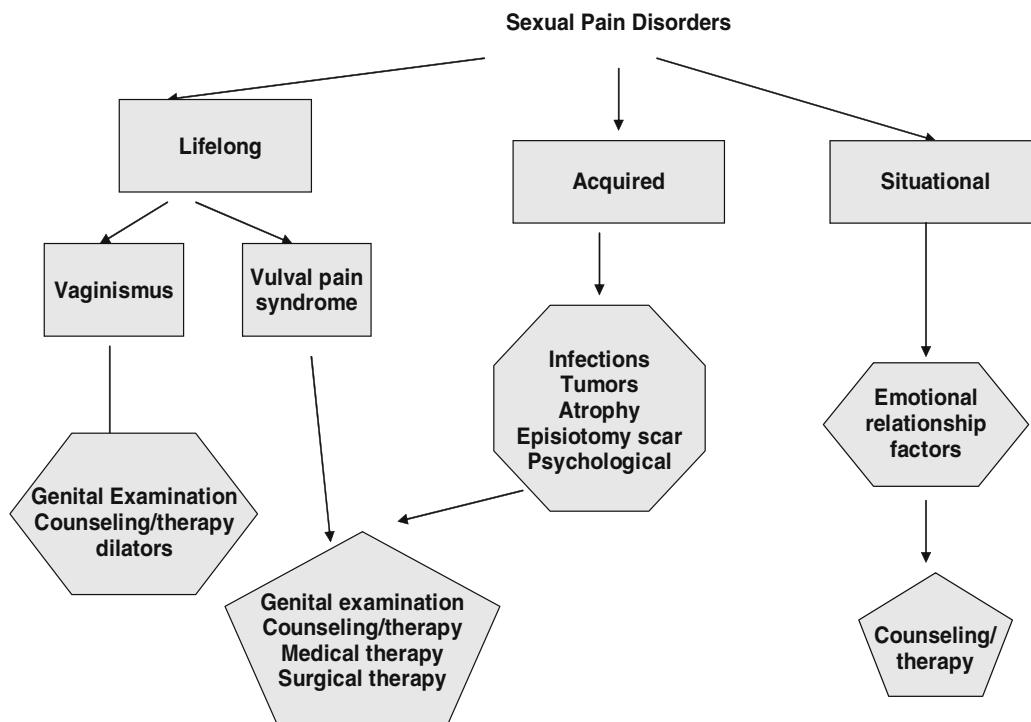 Sexual Pain Disorders
Lifelong
Acquired
Situational
Vaginismus
Vulval pain
syndrome
Infections
Tumors
Atrophy
Episiotomy scar
Psychological
Emotional
relationship
factors
Genital Examination
Counseling/therapy
dilators
Genital examination
Counseling/therapy
Medical therapy
Surgical therapy
Counseling/
therapy